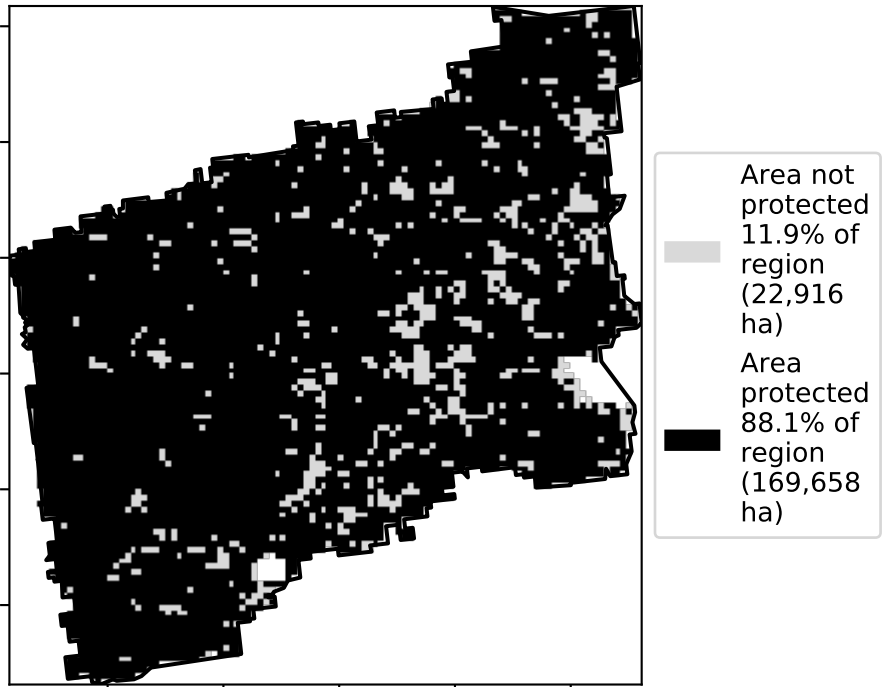 Area not
protected
11.9% of
region
(22,916
ha)
Area
protected
88.1% of
region
(169,658
ha)